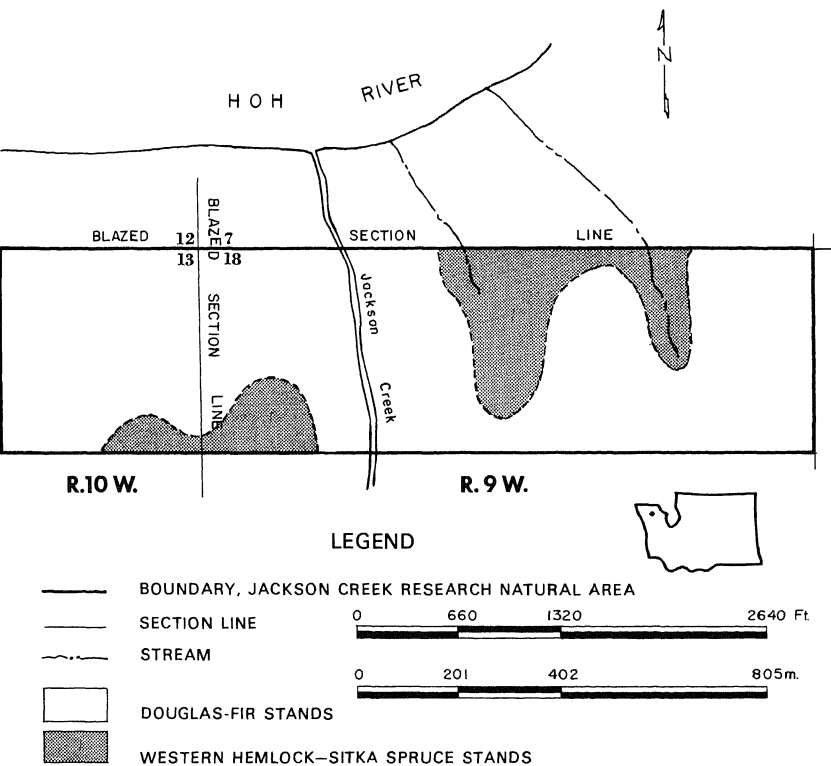 N
HOH RIVER
BLAZED
SECTION
LINE
BLAZED 12 7 SECTION LINE
13 18
Jackson
Creek
R.10 W. R. 9 W.
LEGEND
BOUNDARY, JACKSON CREEK RESEARCH NATURAL AREA
SECTION LINE
STREAM
DOUGLAS-FIR STANDS
WESTERN HEMLOCK–SITKA SPRUCE STANDS
0 660 1320 2640 Ft.
0 201 402 805m.